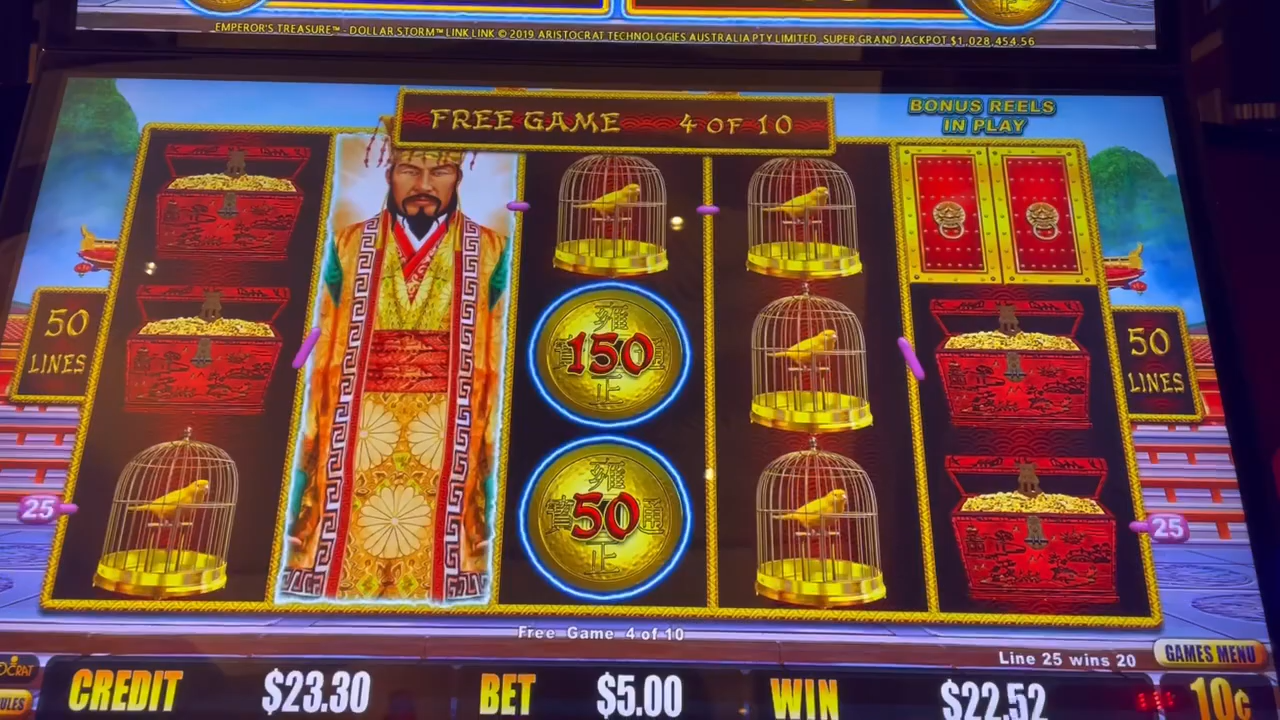 EMPEROR'S TREASURE™ - DOLLAR STORM™ LINK LINK © 2019 ARISTOCRAT TECHNOLOGIES AUSTRALIA PTY LIMITED, SUPER GRAND JACKPOT $1,028,454.56
FREE GAME 4 OF 10
BONUS REELS
IN PLAY
50
LINES
150
50
50
LINES
25
25
Free Game 4 of 10
Line 25 wins 20
GAMES MENU
CREDIT $23.30 BET $5.00 WIN $22.52 10¢